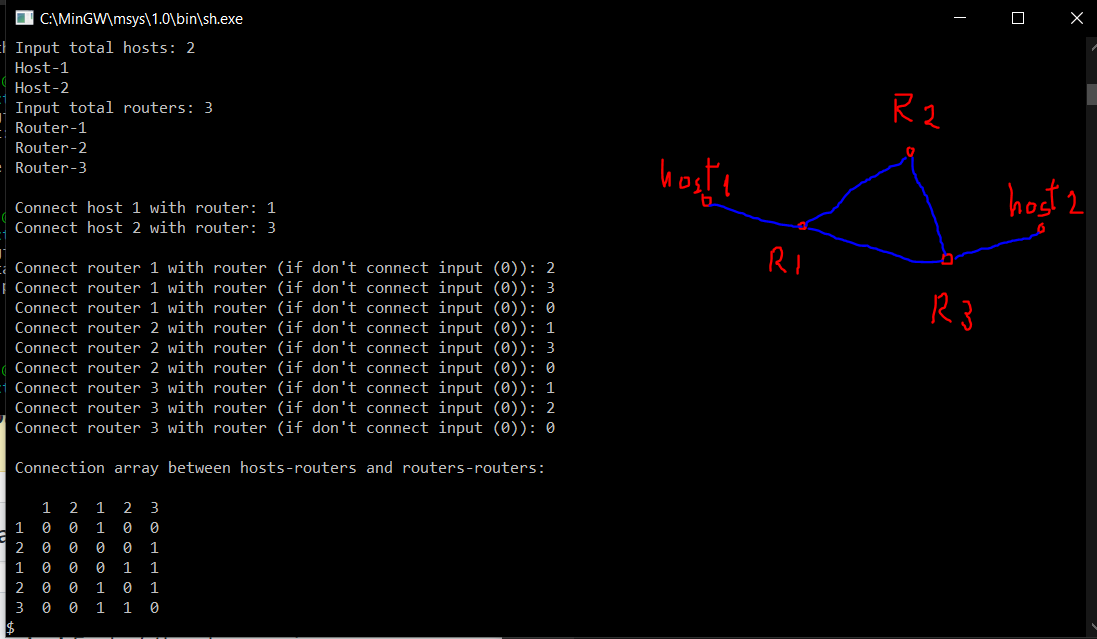 C:\MinGW\msys\1.0\bin\sh.exe
Input total hosts: 2
Host-1
Host-2
Input total routers: 3
Router-1
Router-2
Router-3
Connect host 1 with router: 1
Connect host 2 with router: 3
Connect router 1 with router (if don't connect input (0)): 2
Connect router 1 with router (if don't connect input (0)): 3
Connect router 1 with router (if don't connect input (0)): 0
Connect router 2 with router (if don't connect input (0)): 1
Connect router 2 with router (if don't connect input (0)): 3
Connect router 2 with router (if don't connect input (0)): 0
Connect router 3 with router (if don't connect input (0)): 1
Connect router 3 with router (if don't connect input (0)): 2
Connect router 3 with router (if don't connect input (0)): 0
Connection array between hosts-routers and routers-routers:
1 2 1 2 3
1 0 0 1 0 0
2 0 0 0 0 1
1 0 0 0 1 1
2 0 0 1 0 1
3 0 0 1 1 0
$
R2
host1
host2
R1
R3